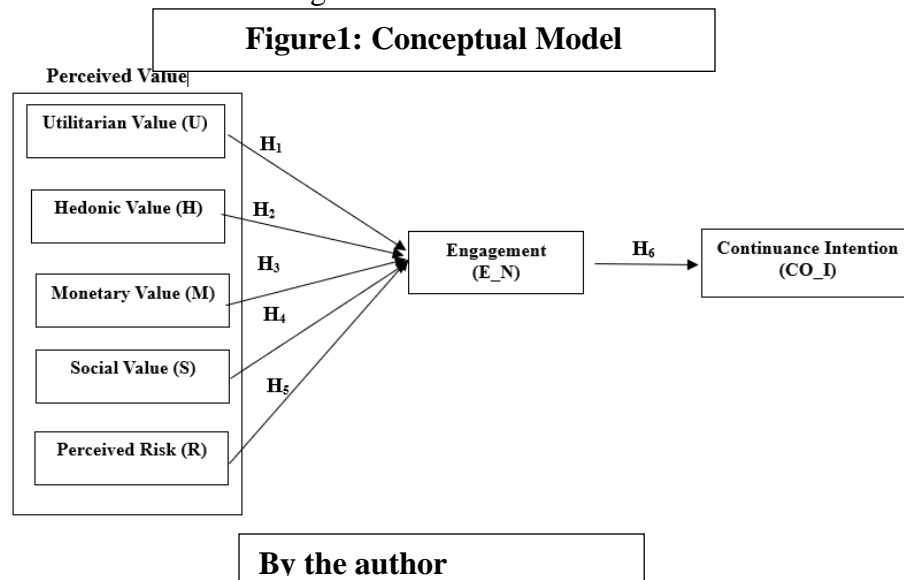 Figure1: Conceptual Model
Perceived Value
Utilitarian Value (U)
H₁
Hedonic Value (H)
H₂
H₃
Monetary Value (M)
H₄
Social Value (S)
H₅
Perceived Risk (R)
Engagement
(E_N)
H₆
Continuance Intention
(CO_I)
By the author